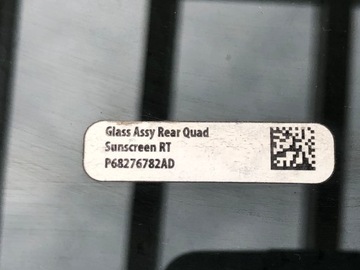 Glass Assy Rear Quad
Sunscreen RT
P68276782AD